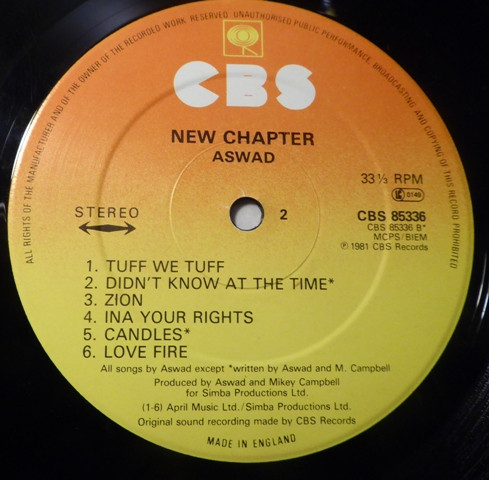 ALL RIGHTS OF THE MANUFACTURER AND OF THE OWNER OF THE RECORDED WORK RESERVED. UNAUTHORISED PUBLIC PERFORMANCE, BROADCASTING AND COPYING OF THIS RECORD PROHIBITED
CBS
NEW CHAPTER
ASWAD
33⅓ RPM
STEREO
2
LC 0149
CBS 85336
CBS 85336 B*
MCPS/BIEM
℗ 1981 CBS Records
1. TUFF WE TUFF
2. DIDN'T KNOW AT THE TIME*
3. ZION
4. INA YOUR RIGHTS
5. CANDLES*
6. LOVE FIRE
All songs by Aswad except *written by Aswad and M. Campbell
Produced by Aswad and Mikey Campbell
for Simba Productions Ltd.
(1-6) April Music Ltd./Simba Productions Ltd.
Original sound recording made by CBS Records
MADE IN ENGLAND